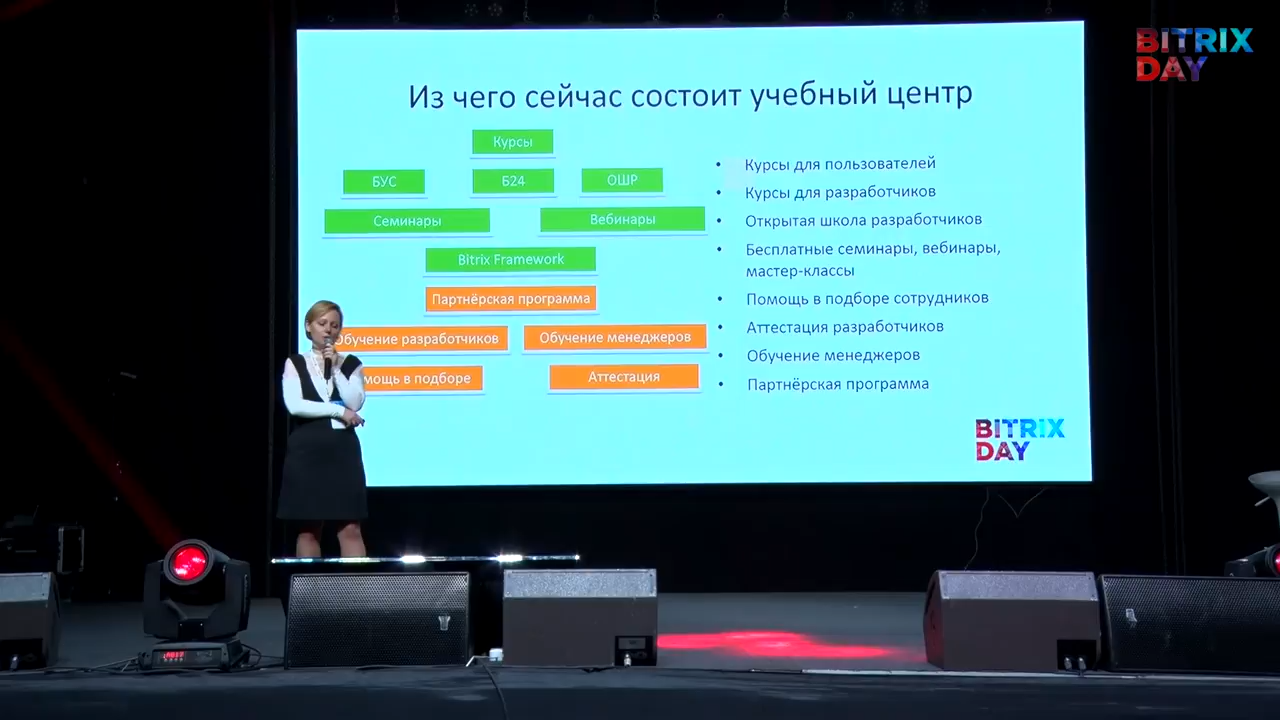 BITRIX
DAY
Из чего сейчас состоит учебный центр
Курсы
БУС
Б24
ОШР
Семинары
Вебинары
Bitrix Framework
Партнёрская программа
Обучение разработчиков
Обучение менеджеров
мощь в подборе
Аттестация
• Курсы для пользователей
• Курсы для разработчиков
• Открытая школа разработчиков
• Бесплатные семинары, вебинары,
мастер-классы
• Помощь в подборе сотрудников
• Аттестация разработчиков
• Обучение менеджеров
• Партнёрская программа
BITRIX
DAY